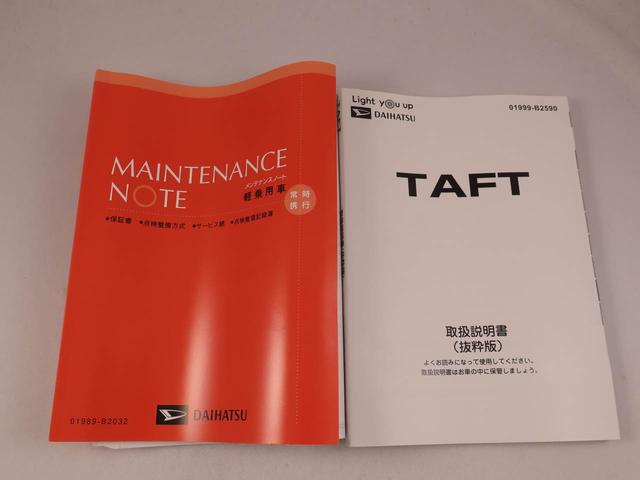 MAINTENANCE
NOTE
メンテナンスノート
軽乗用車
常時
携行
●保証書 ●点検整備方式 ●サービス網 ●点検整備記録簿
01989-B2032
DAIHATSU
Light you up
DAIHATSU
01999-B2590
TAFT
取扱説明書
（抜粋版）
よくお読みになって使用してください。
取扱説明書はお車の中に保管しましょう。